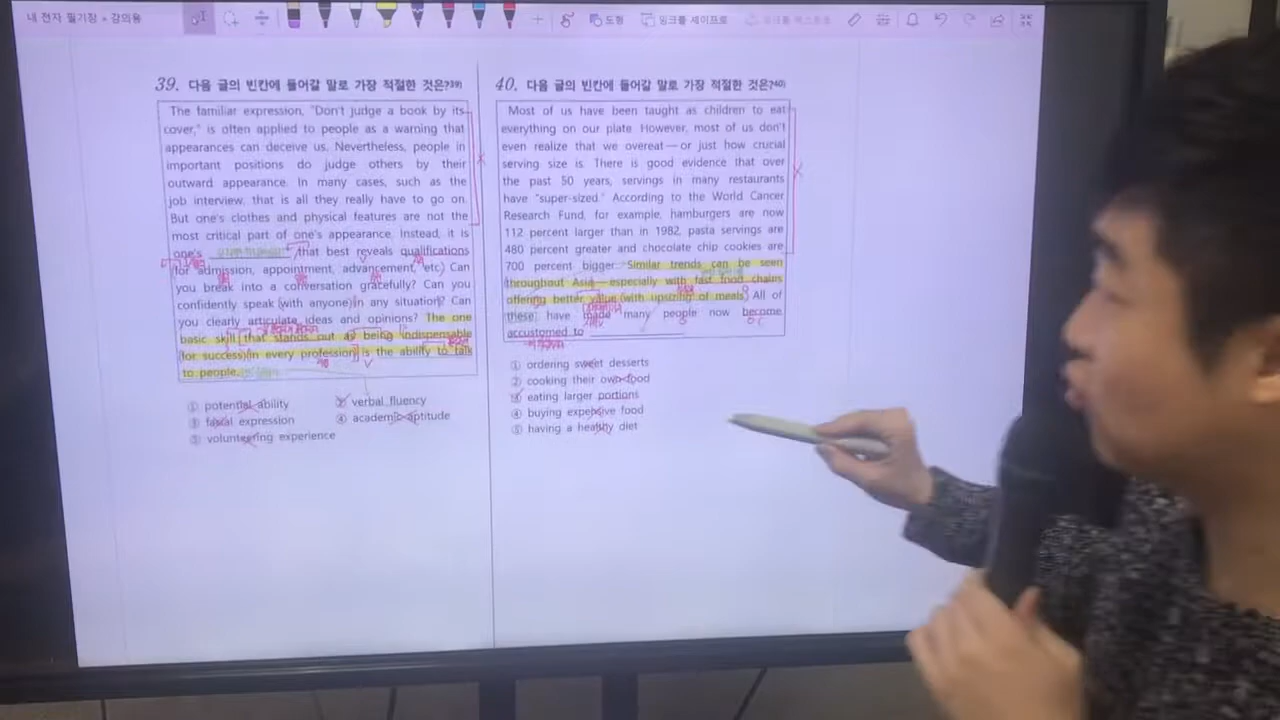 내 전자 필기장 » 강의용
도형
잉크를 셰이프로
잉크를 텍스트로
39. 다음 글의 빈칸에 들어갈 말로 가장 적절한 것은?39)
The familiar expression, "Don't judge a book by its
cover," is often applied to people as a warning that
appearances can deceive us. Nevertheless, people in
important positions do judge others by their
outward appearance. In many cases, such as the
job interview, that is all they really have to go on.
But one's clothes and physical features are not the
most critical part of one's appearance. Instead, it is
one's that best reveals qualifications
for admission, appointment, advancement, etc) Can
you break into a conversation gracefully? Can you
confidently speak (with anyone) in any situation? Can
you clearly articulate ideas and opinions? The one
basic skill that stands out as being indispensable
(for success)(in every profession) is the ability to talk
to people.
① potential ability
② verbal fluency
③ facial expression
④ academic aptitude
⑤ volunteering experience
40. 다음 글의 빈칸에 들어갈 말로 가장 적절한 것은?40)
Most of us have been taught as children to eat
everything on our plate. However, most of us don't
even realize that we overeat — or just how crucial
serving size is. There is good evidence that over
the past 50 years, servings in many restaurants
have "super-sized." According to the World Cancer
Research Fund, for example, hamburgers are now
112 percent larger than in 1982, pasta servings are
480 percent greater and chocolate chip cookies are
700 percent bigger. Similar trends can be seen
throughout Asia — especially with fast food chains
offering better value (with upsizing of meals). All of
these have made many people now become
accustomed to
① ordering sweet desserts
② cooking their own food
③ eating larger portions
④ buying expensive food
⑤ having a healthy diet